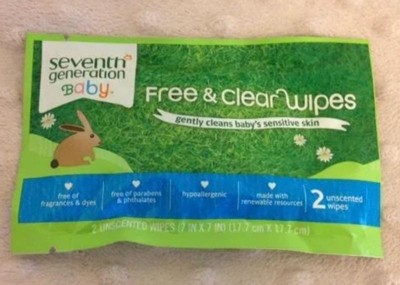 seventh
generation
Baby™
Free & Clear Wipes
gently cleans baby's sensitive skin
free of
fragrances & dyes
free of parabens
& phthalates
hypoallergenic
made with
renewable resources
2 unscented
wipes
2 UNSCENTED WIPES (7 IN X 7 IN) (17.7 cm X 17.7 cm)